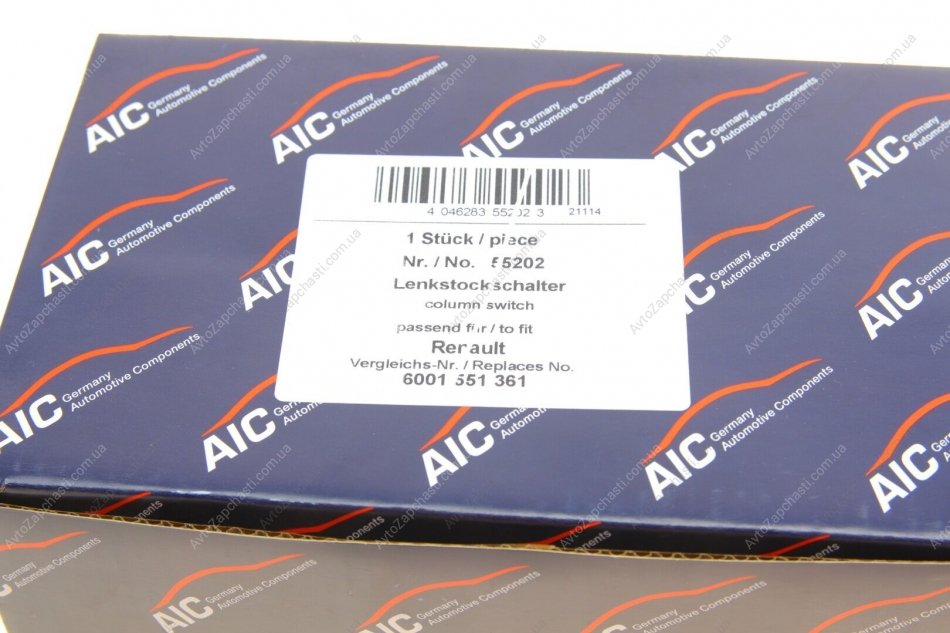 AIC Germany Automotive Components
4 046283 55202 3 21114
1 Stück / piece
Nr. / No. 55202
Lenkstockschalter
column switch
passend für / to fit
Renault
Vergleichs-Nr. / Replaces No.
6001 551 361
AvtoZapchasti.com.ua